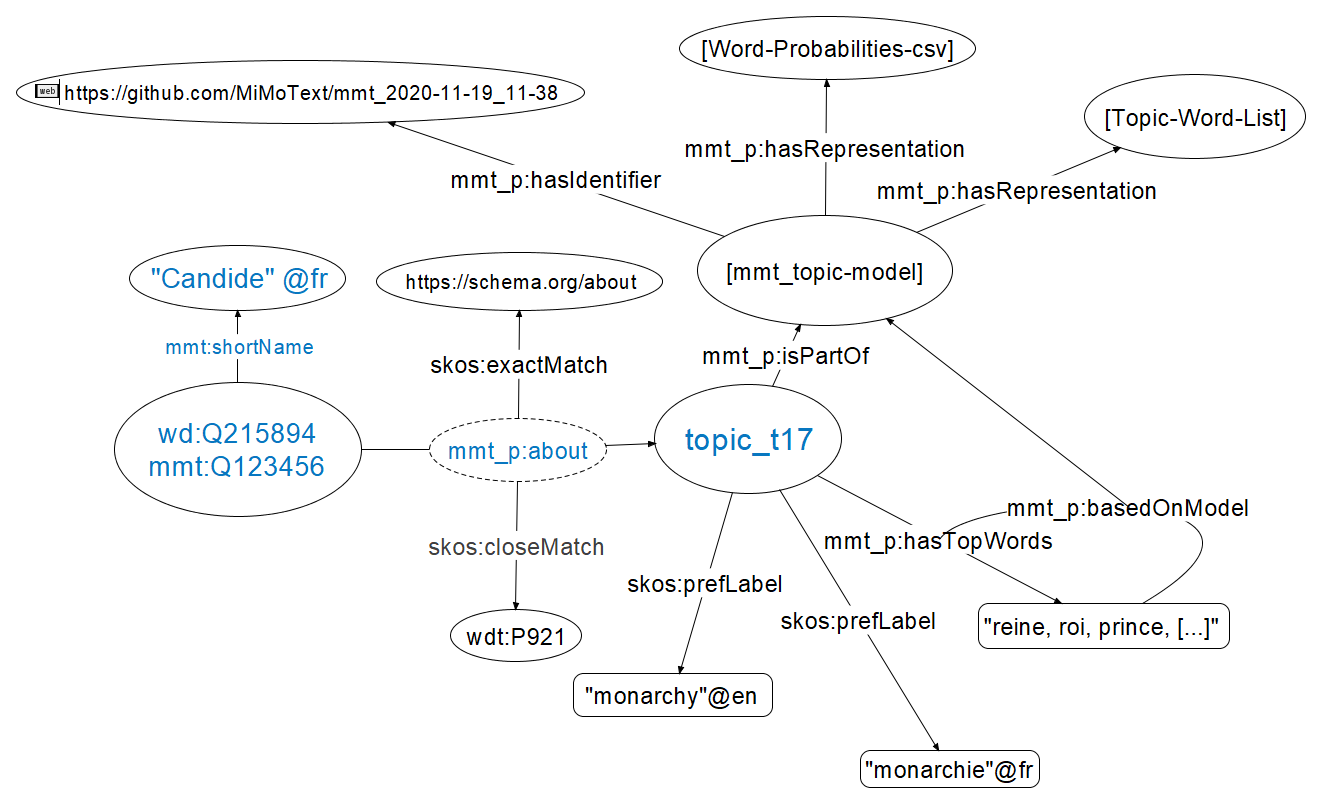 [Word-Probabilities-csv]
web
https://github.com/MiMoText/mmt_2020-11-19_11-38
[Topic-Word-List]
mmt_p:hasRepresentation
mmt_p:hasIdentifier
mmt_p:hasRepresentation
"Candide" @fr
https://schema.org/about
[mmt_topic-model]
mmt:shortName
skos:exactMatch
mmt_p:isPartOf
wd:Q215894
mmt:Q123456
mmt_p:about
topic_t17
mmt_p:basedOnModel
skos:closeMatch
mmt_p:hasTopWords
skos:prefLabel
skos:prefLabel
wdt:P921
"reine, roi, prince, [...]"
"monarchy"@en
"monarchie"@fr